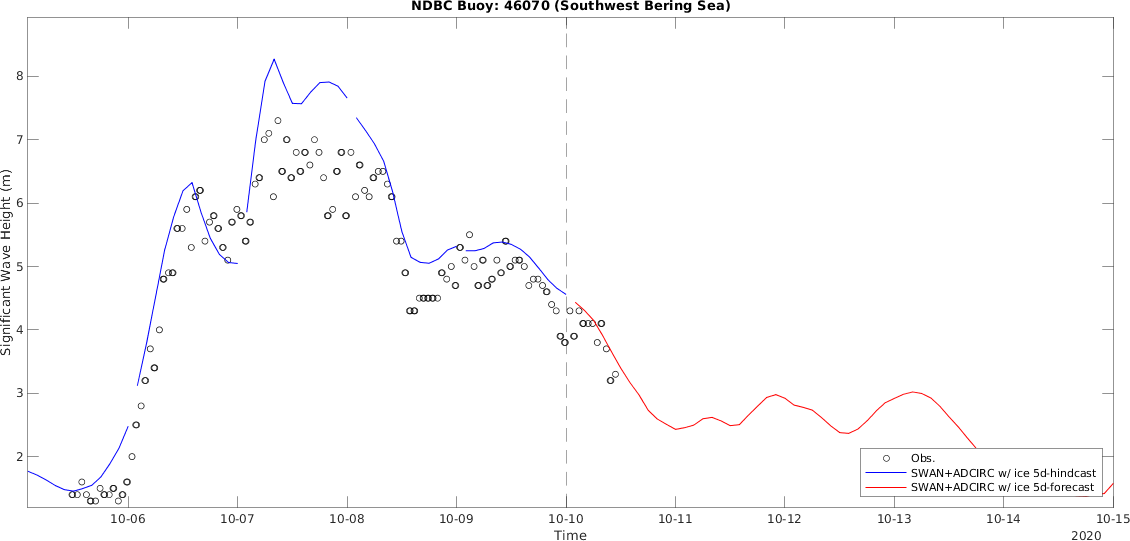 NDBC Buoy: 46070 (Southwest Bering Sea)
8
7
6
5
4
3
2
Significant Wave Height (m)
Obs.
SWAN+ADCIRC w/ ice 5d-hindcast
SWAN+ADCIRC w/ ice 5d-forecast
10-06 10-07 10-08 10-09 10-10 10-11 10-12 10-13 10-14 10-15
Time
2020